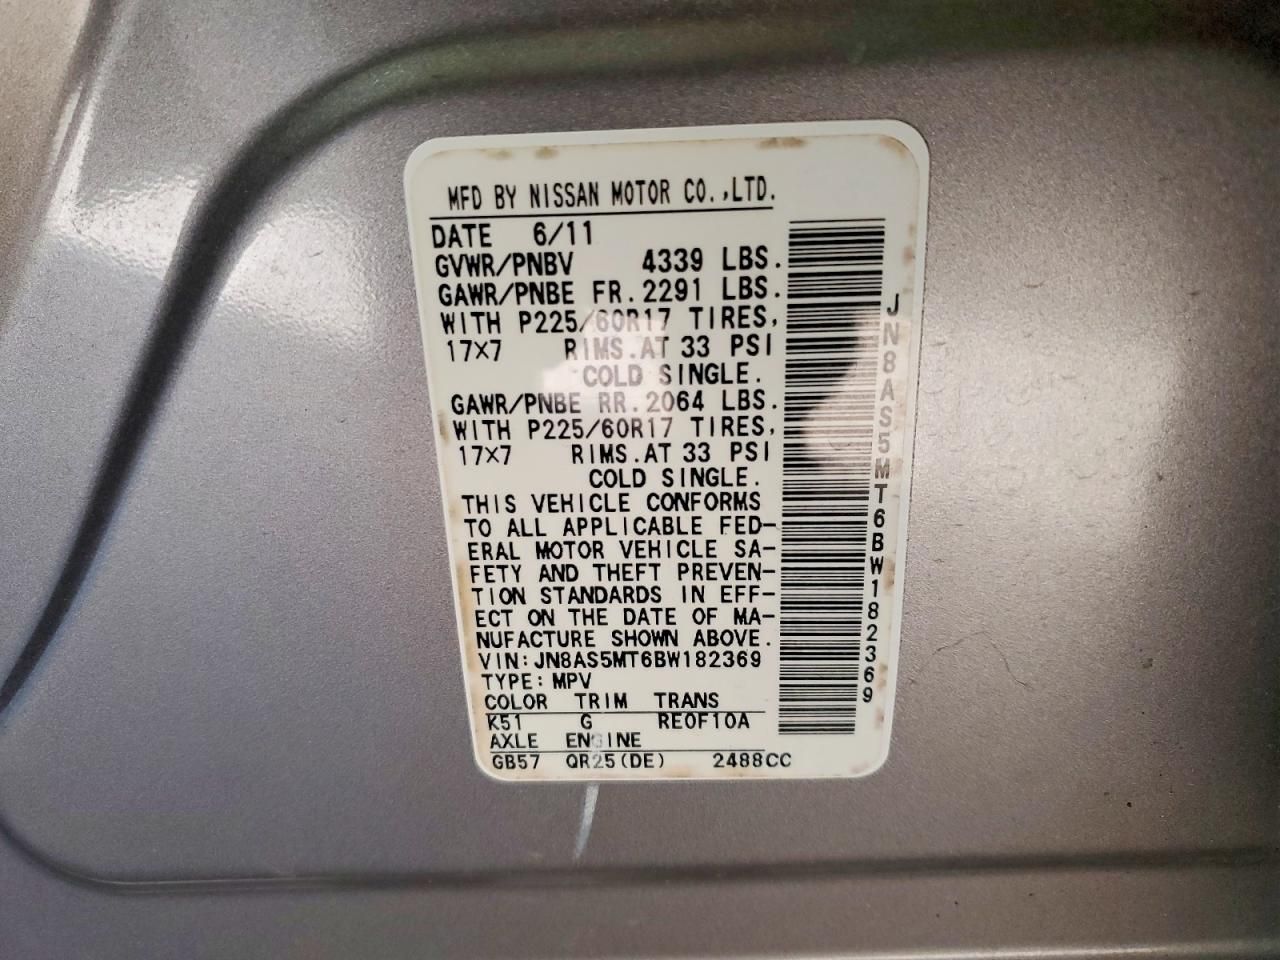 MFD BY NISSAN MOTOR CO.,LTD.
DATE 6/11
GVWR/PNBV 4339 LBS.
GAWR/PNBE FR.2291 LBS.
WITH P225/60R17 TIRES,
17X7 RIMS.AT 33 PSI
COLD SINGLE.
GAWR/PNBE RR.2064 LBS.
WITH P225/60R17 TIRES,
17X7 RIMS.AT 33 PSI
COLD SINGLE.
THIS VEHICLE CONFORMS
TO ALL APPLICABLE FED-
ERAL MOTOR VEHICLE SA-
FETY AND THEFT PREVEN-
TION STANDARDS IN EFF-
ECT ON THE DATE OF MA-
NUFACTURE SHOWN ABOVE.
VIN:JN8AS5MT6BW182369
TYPE:MPV
COLOR TRIM TRANS
K51 G RE0F10A
AXLE ENGINE
GB57 QR25(DE) 2488CC
JN8AS5MT6BW182369